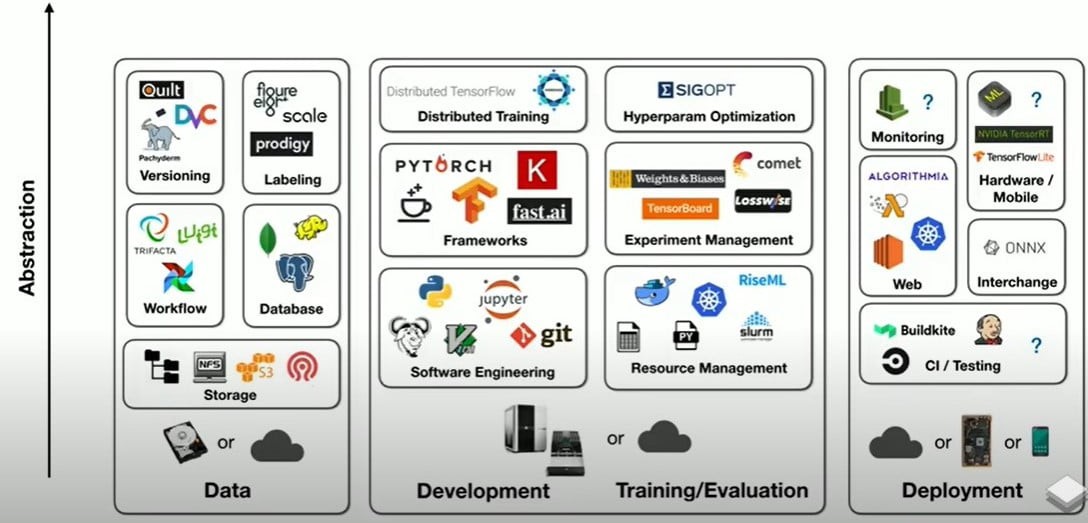 Abstraction
Quilt
DVC
Pachyderm
Versioning
figure
eight
scale
prodigy
Labeling
TRIFACTA
Luigi
Workflow
Database
NFS
S3
Storage
or
Data
Distributed TensorFlow
HOROVOD
Distributed Training
SIGOPT
Hyperparam Optimization
PYTORCH
K
fast.ai
Frameworks
Weights & Biases
comet
TensorBoard
LOSSWISE
Experiment Management
jupyter
Vim
git
Software Engineering
RiseML
PY
slurm
Resource Management
or
Development
Training/Evaluation
?
Monitoring
ML
?
NVIDIA TensorRT
TensorFlow Lite
Hardware /
Mobile
ALGORITHMIA
Web
ONNX
Interchange
Buildkite
?
CI / Testing
or
or
Deployment